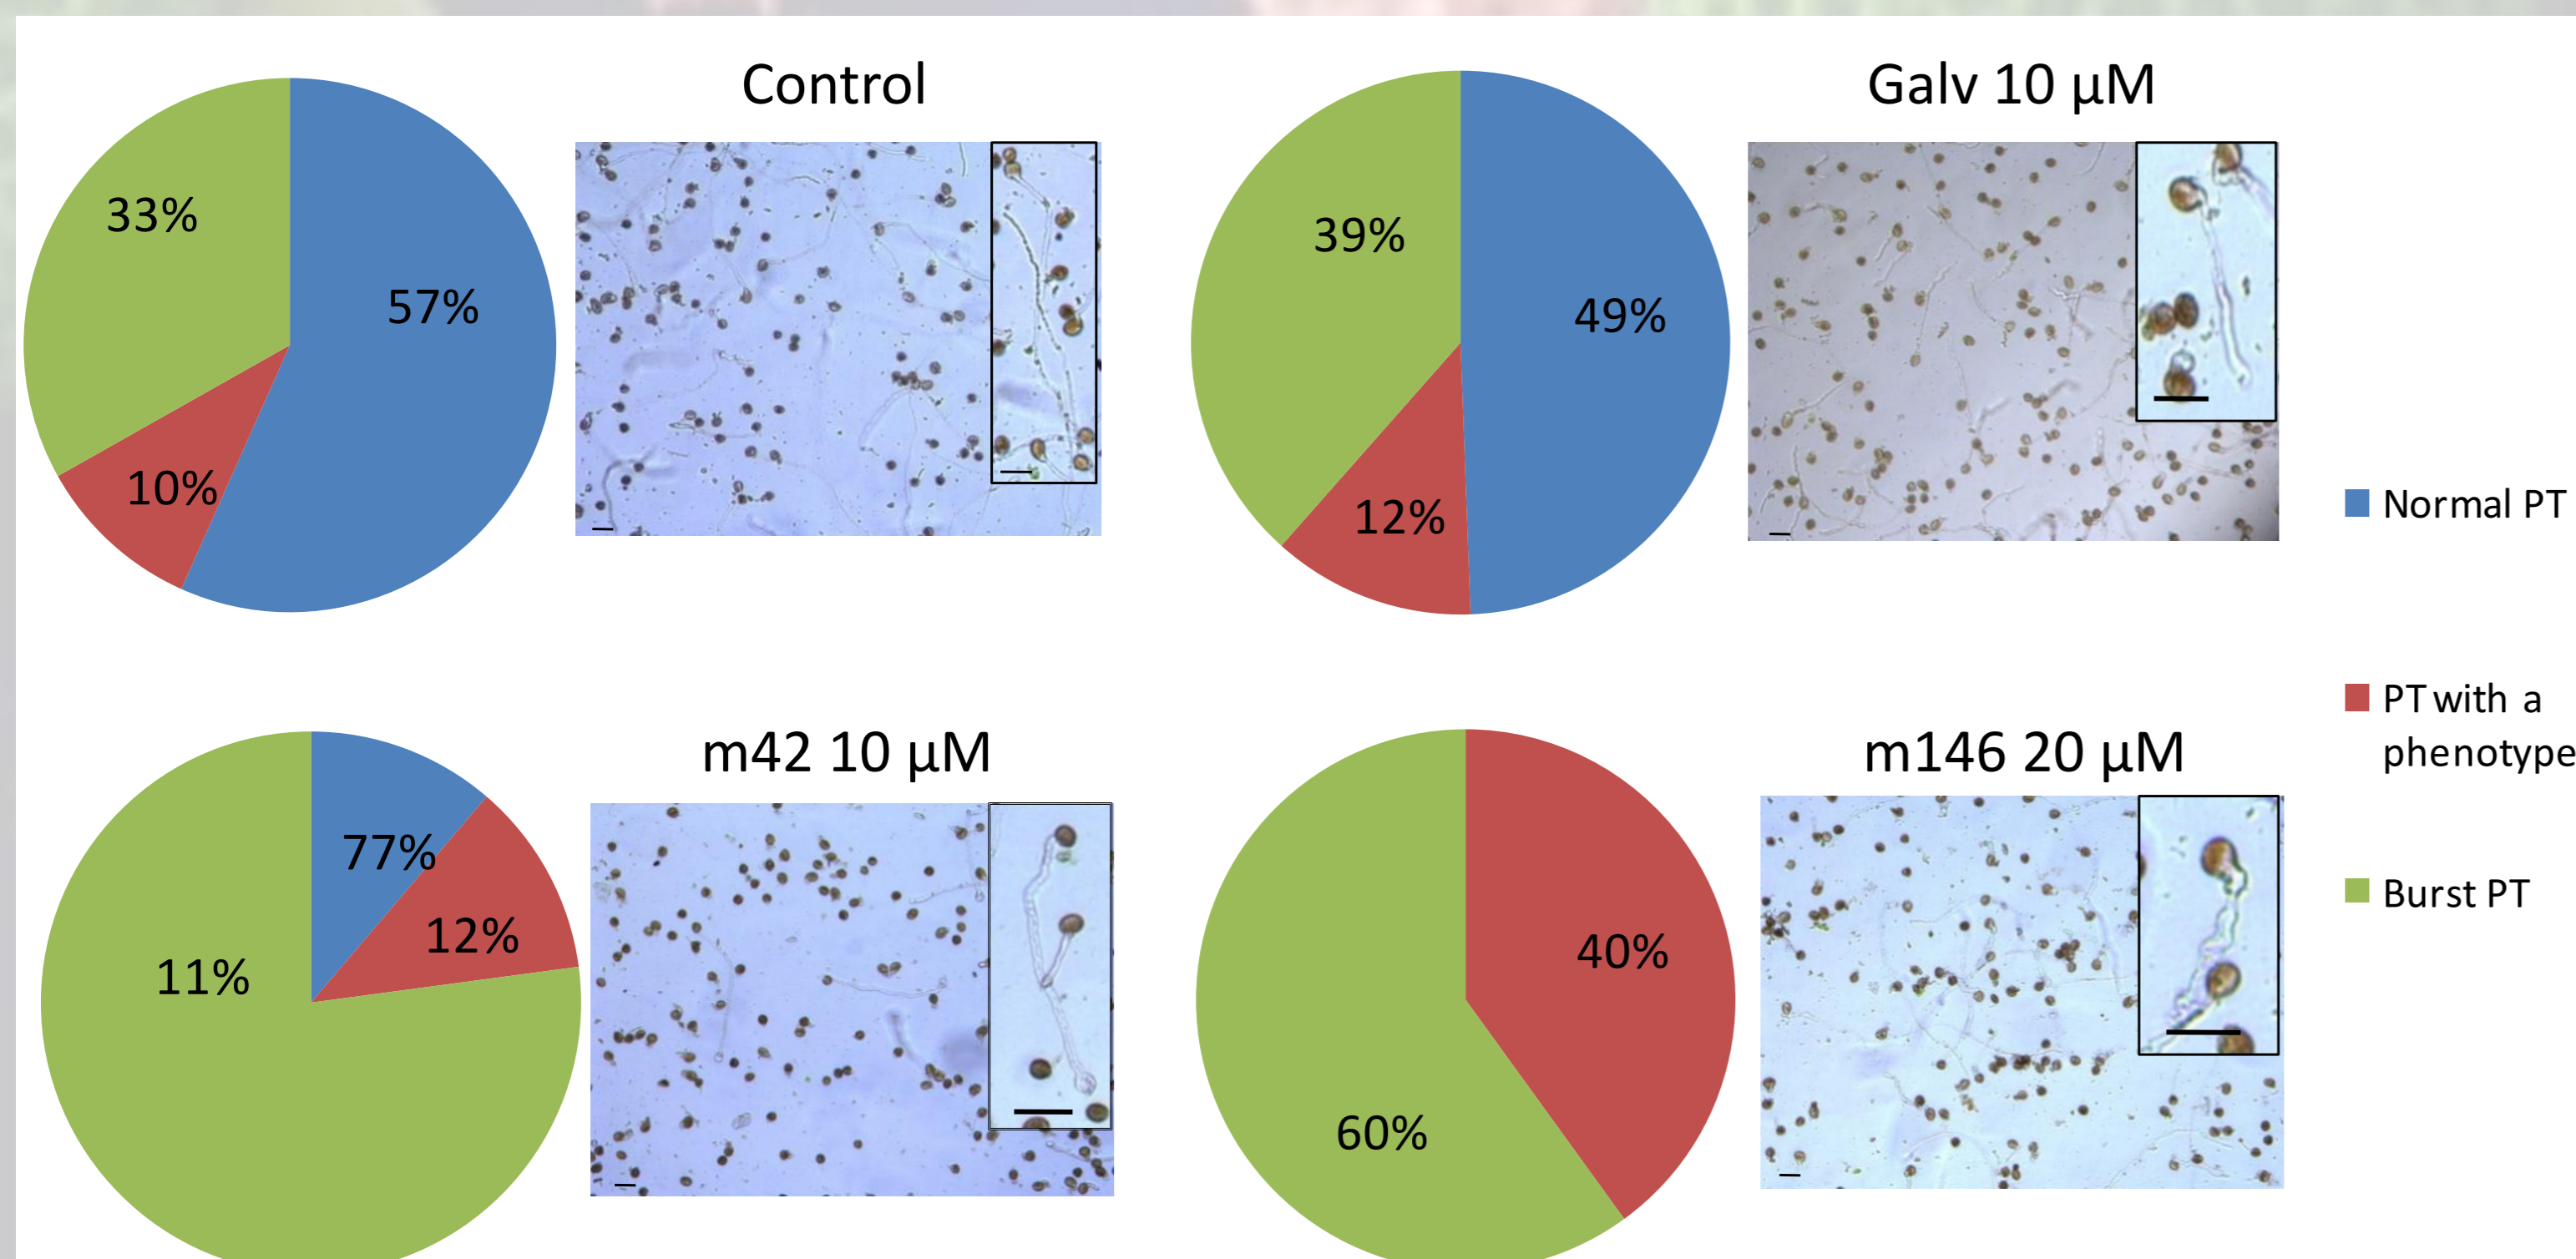 Control
33%
57%
10%
Galv 10 µM
39%
49%
12%
Normal PT
PT with a
phenotype
Burst PT
m42 10 µM
77%
12%
11%
m146 20 µM
40%
60%